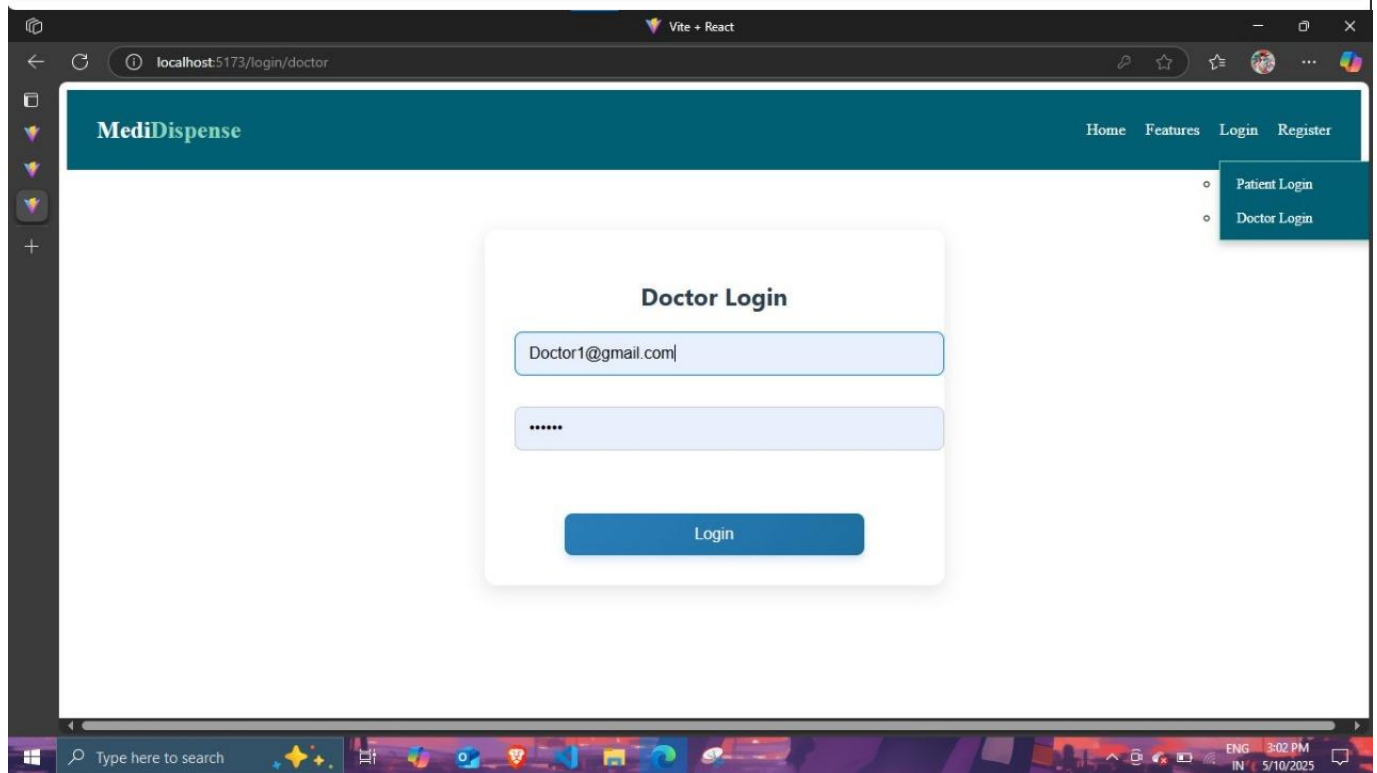 Vite + React
localhost:5173/login/doctor
MediDispense
Home Features Login Register
Patient Login
Doctor Login
Doctor Login
Doctor1@gmail.com
••••••
Login
Type here to search
ENG 3:02 PM
IN 5/10/2025